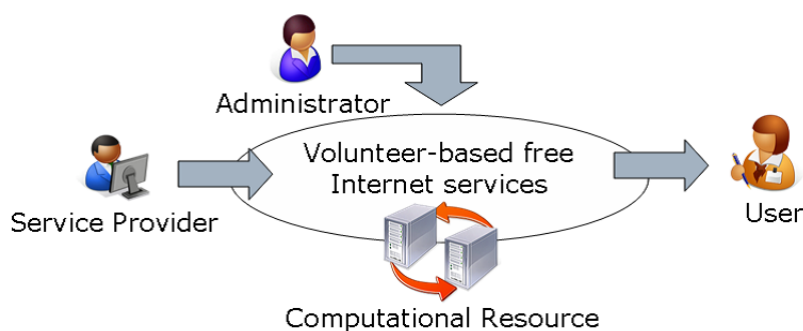 Administrator
Volunteer-based free
Internet services
Service Provider
User
Computational Resource